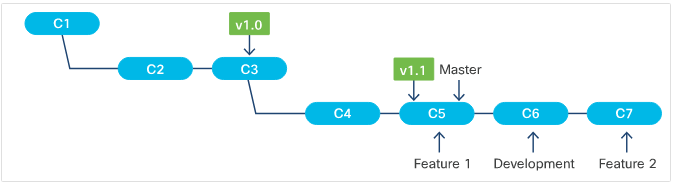 C1
v1.0
C2
C3
v1.1
Master
C4
C5
C6
C7
Feature 1
Development
Feature 2